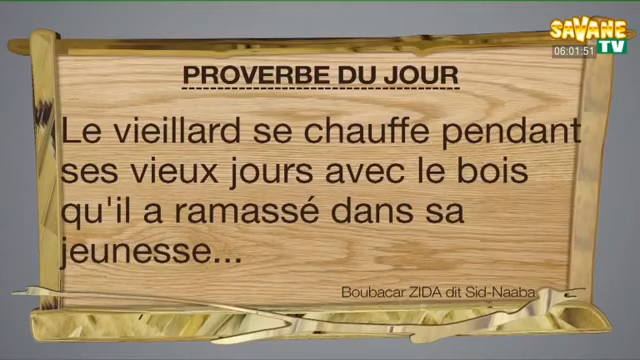 SAVANE
TV
06:01:51
PROVERBE DU JOUR
Le vieillard se chauffe pendant
ses vieux jours avec le bois
qu'il a ramassé dans sa
jeunesse...
Boubacar ZIDA dit Sid-Naaba